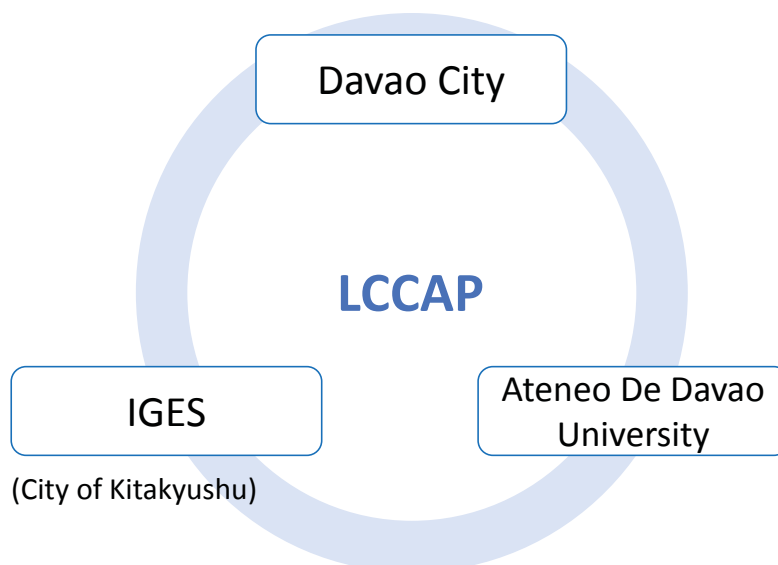 Davao City
LCCAP
IGES
(City of Kitakyushu)
Ateneo De Davao
University